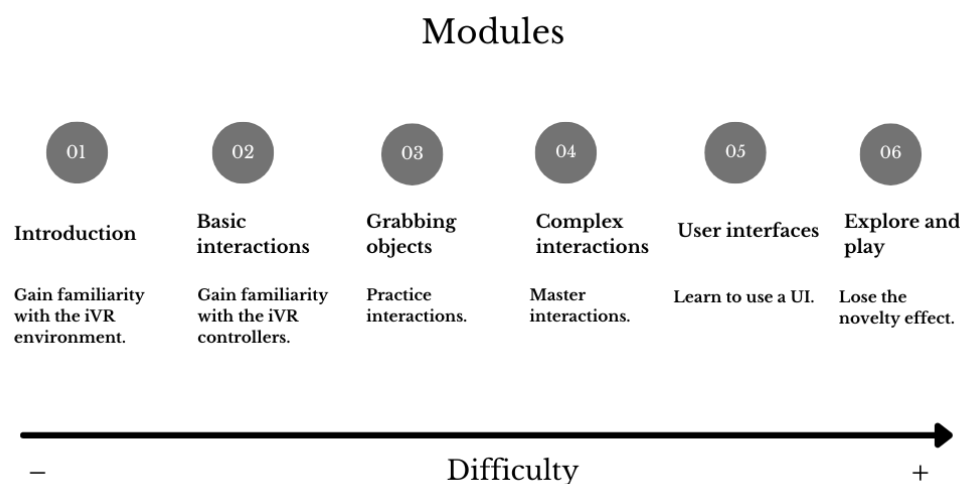 Modules
01
02
03
04
05
06
Introduction
Basic
interactions
Grabbing
objects
Complex
interactions
User interfaces
Explore and
play
Gain familiarity
with the iVR
environment.
Gain familiarity
with the iVR
controllers.
Practice
interactions.
Master
interactions.
Learn to use a UI.
Lose the
novelty effect.
–
Difficulty
+